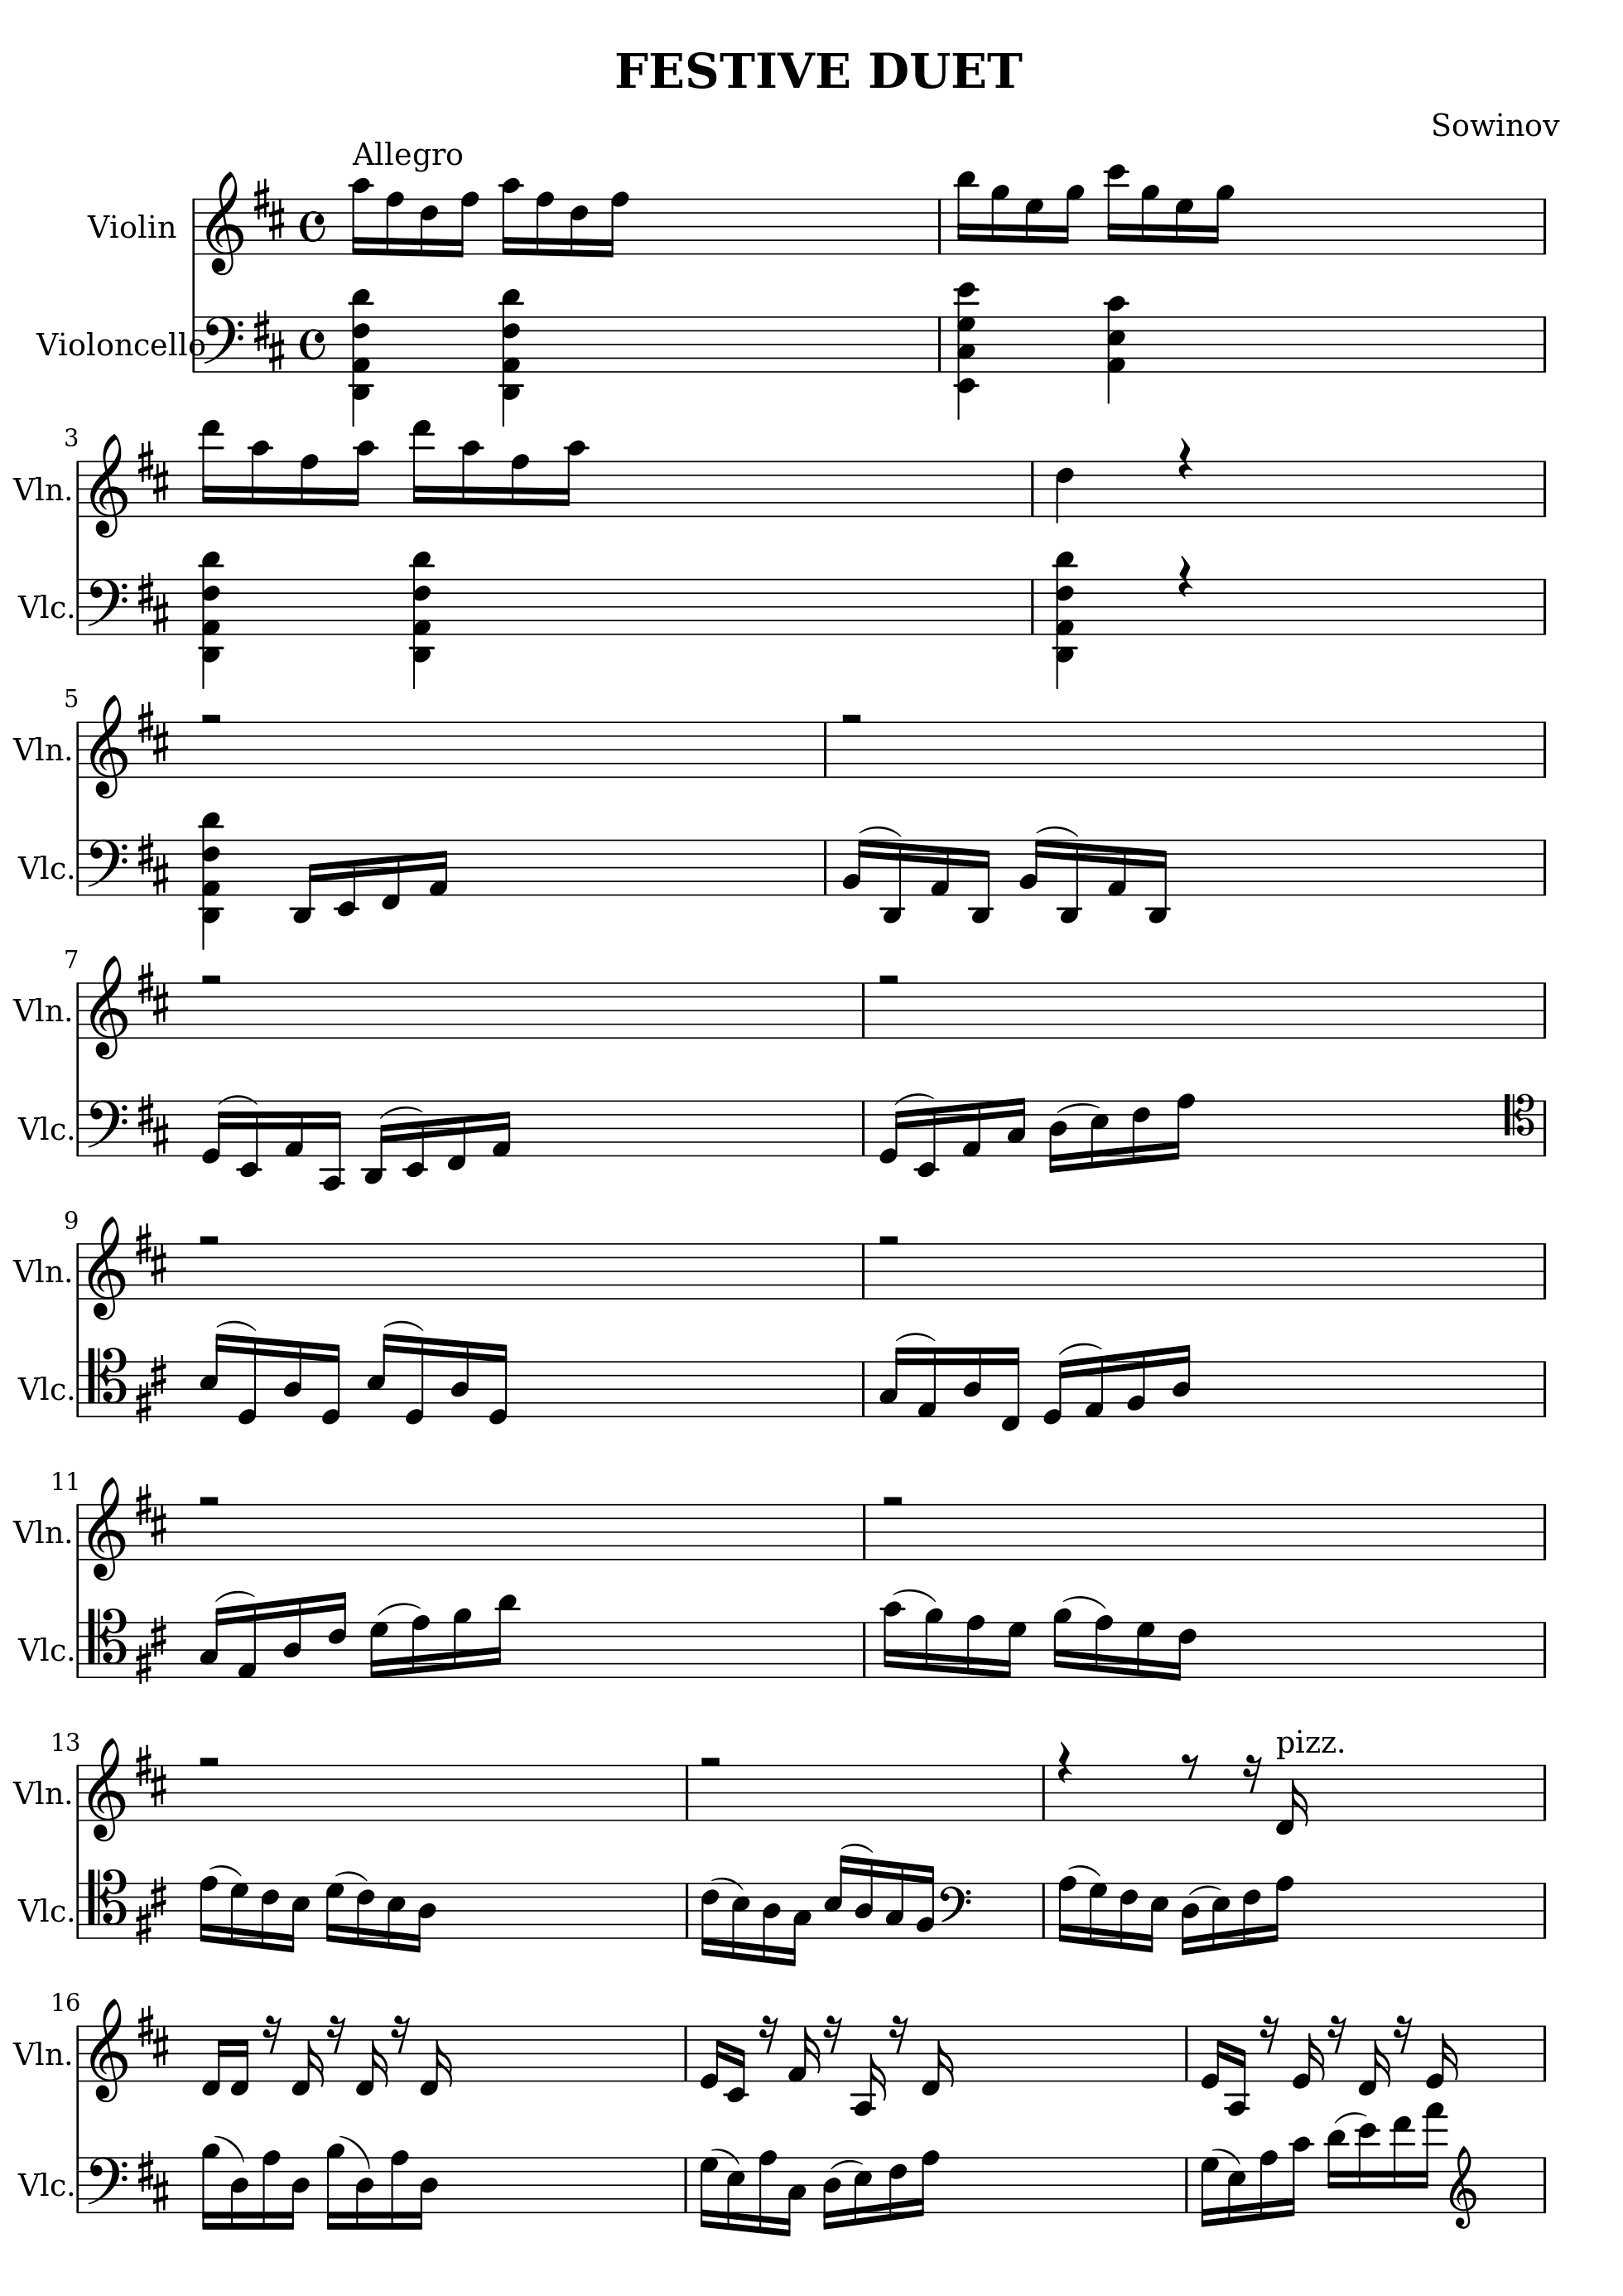 FESTIVE DUET
Sowinov
Allegro
Violin
Violoncello
3
Vln.
Vlc.
5
Vln.
Vlc.
7
Vln.
Vlc.
9
Vln.
Vlc.
11
Vln.
Vlc.
13
pizz.
Vln.
Vlc.
16
Vln.
Vlc.